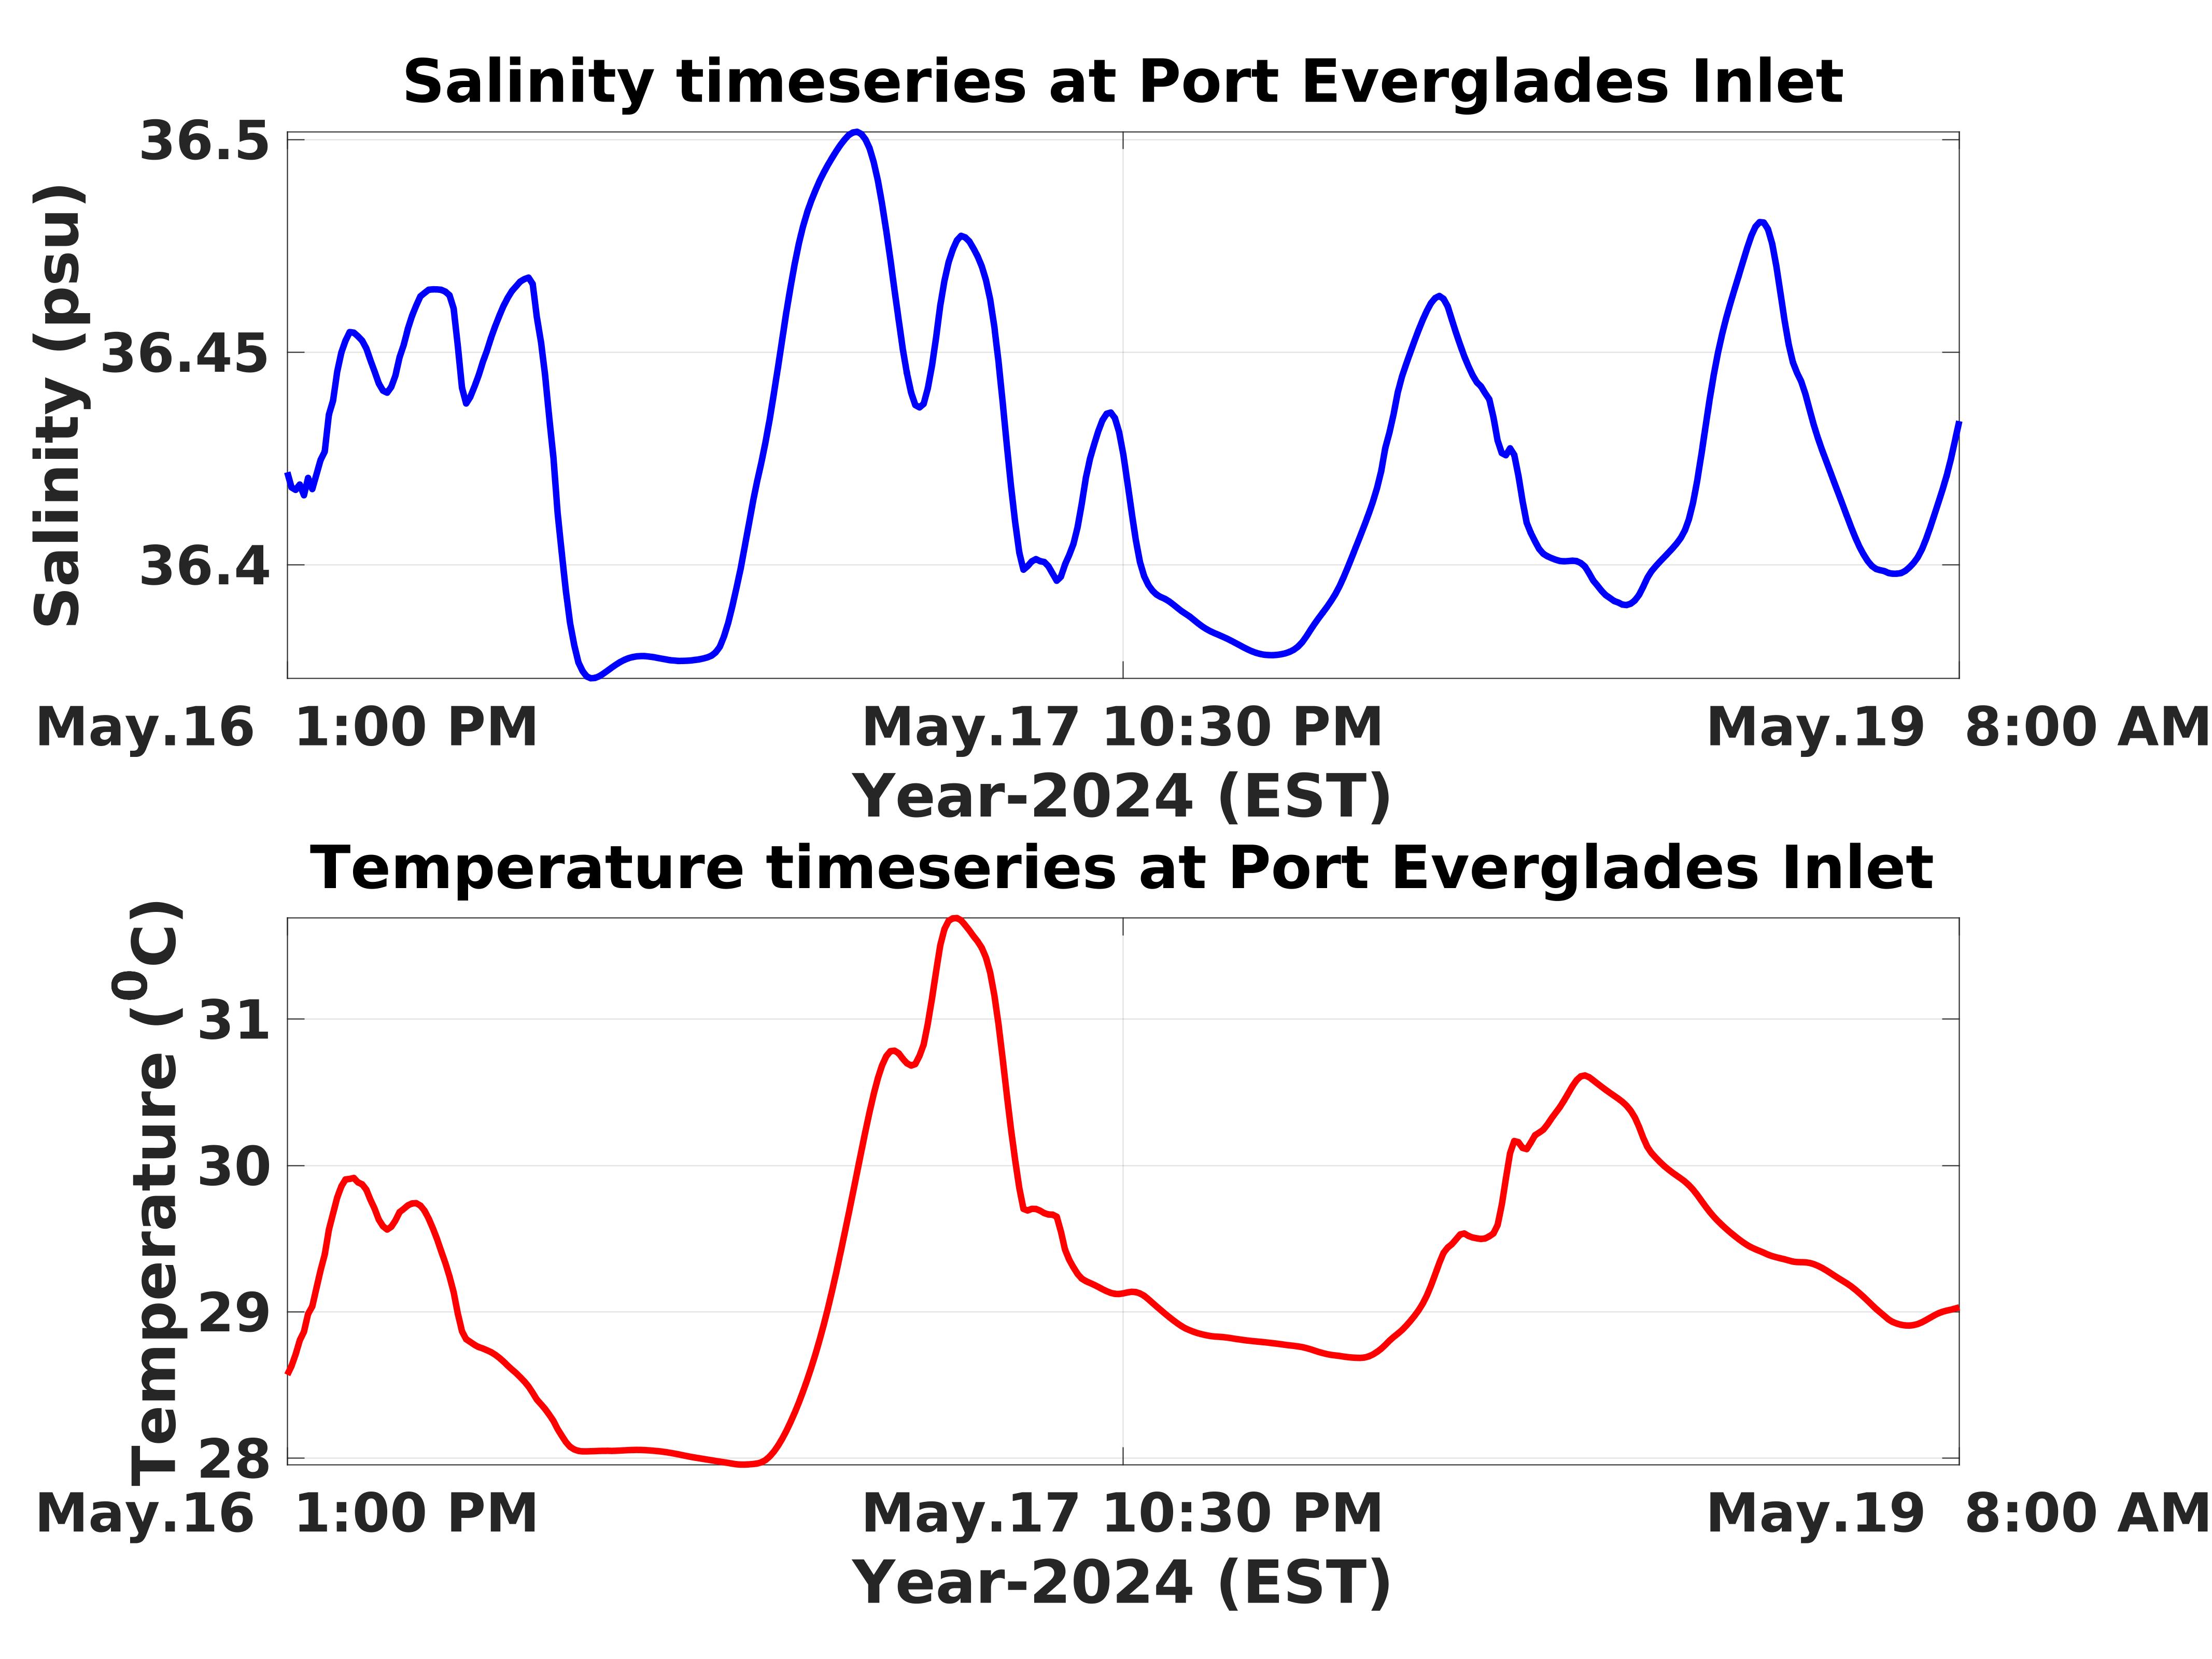 Salinity timeseries at Port Everglades Inlet
Salinity (psu)
36.5
36.45
36.4
May.16  1:00 PM
May.17 10:30 PM
May.19  8:00 AM
Year-2024 (EST)
Temperature timeseries at Port Everglades Inlet
Temperature (⁰C)
31
30
29
28
May.16  1:00 PM
May.17 10:30 PM
May.19  8:00 AM
Year-2024 (EST)